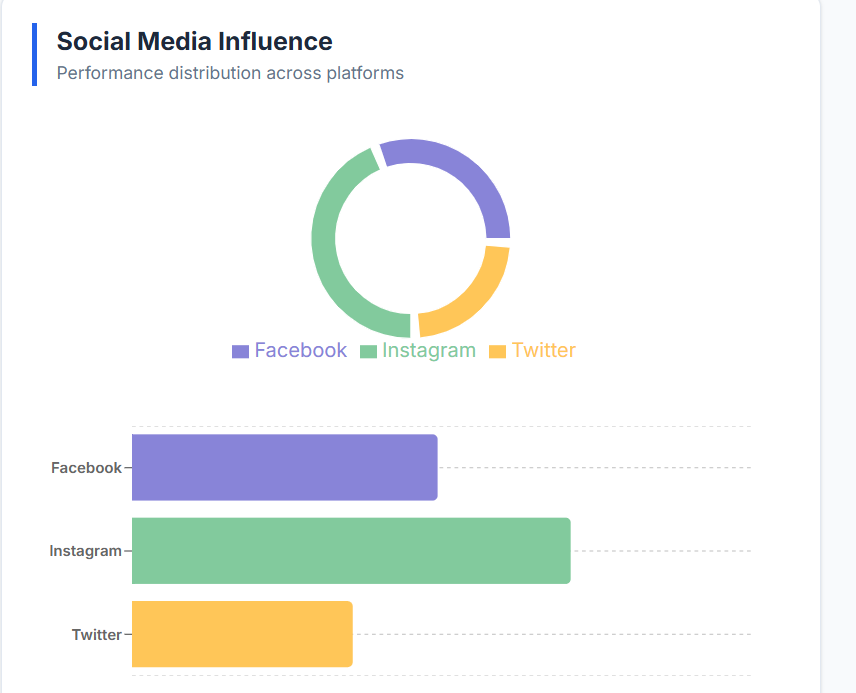 Social Media Influence
Performance distribution across platforms
Facebook Instagram Twitter
Facebook
Instagram
Twitter